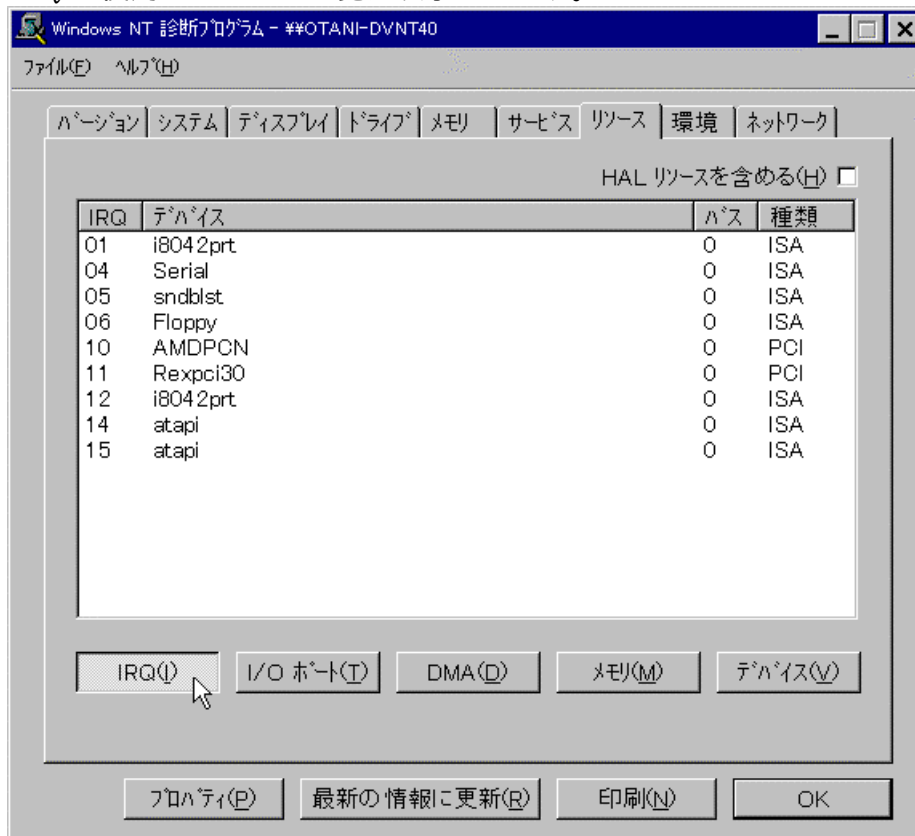 Windows NT 診断ﾌﾟﾛｸﾞﾗﾑ - ¥¥OTANI-DVNT40
ﾌｧｲﾙ(F) ﾍﾙﾌﾟ(H)
ﾊﾞｰｼﾞｮﾝ ｼｽﾃﾑ ﾃﾞｨｽﾌﾟﾚｲ ﾄﾞﾗｲﾌﾞ ﾒﾓﾘ ｻｰﾋﾞｽ ﾘｿｰｽ 環境 ﾈｯﾄﾜｰｸ
HAL ﾘｿｰｽを含める(H)
IRQ ﾃﾞﾊﾞｲｽ ﾊﾞｽ 種類
01 i8042prt 0 ISA
04 Serial 0 ISA
05 sndblst 0 ISA
06 Floppy 0 ISA
10 AMDPCN 0 PCI
11 Rexpci30 0 PCI
12 i8042prt 0 ISA
14 atapi 0 ISA
15 atapi 0 ISA
IRQ(I) I/O ﾎﾟｰﾄ(T) DMA(D) ﾒﾓﾘ(M) ﾃﾞﾊﾞｲｽ(V)
ﾌﾟﾛﾊﾟﾃｨ(P) 最新の情報に更新(R) 印刷(N) OK